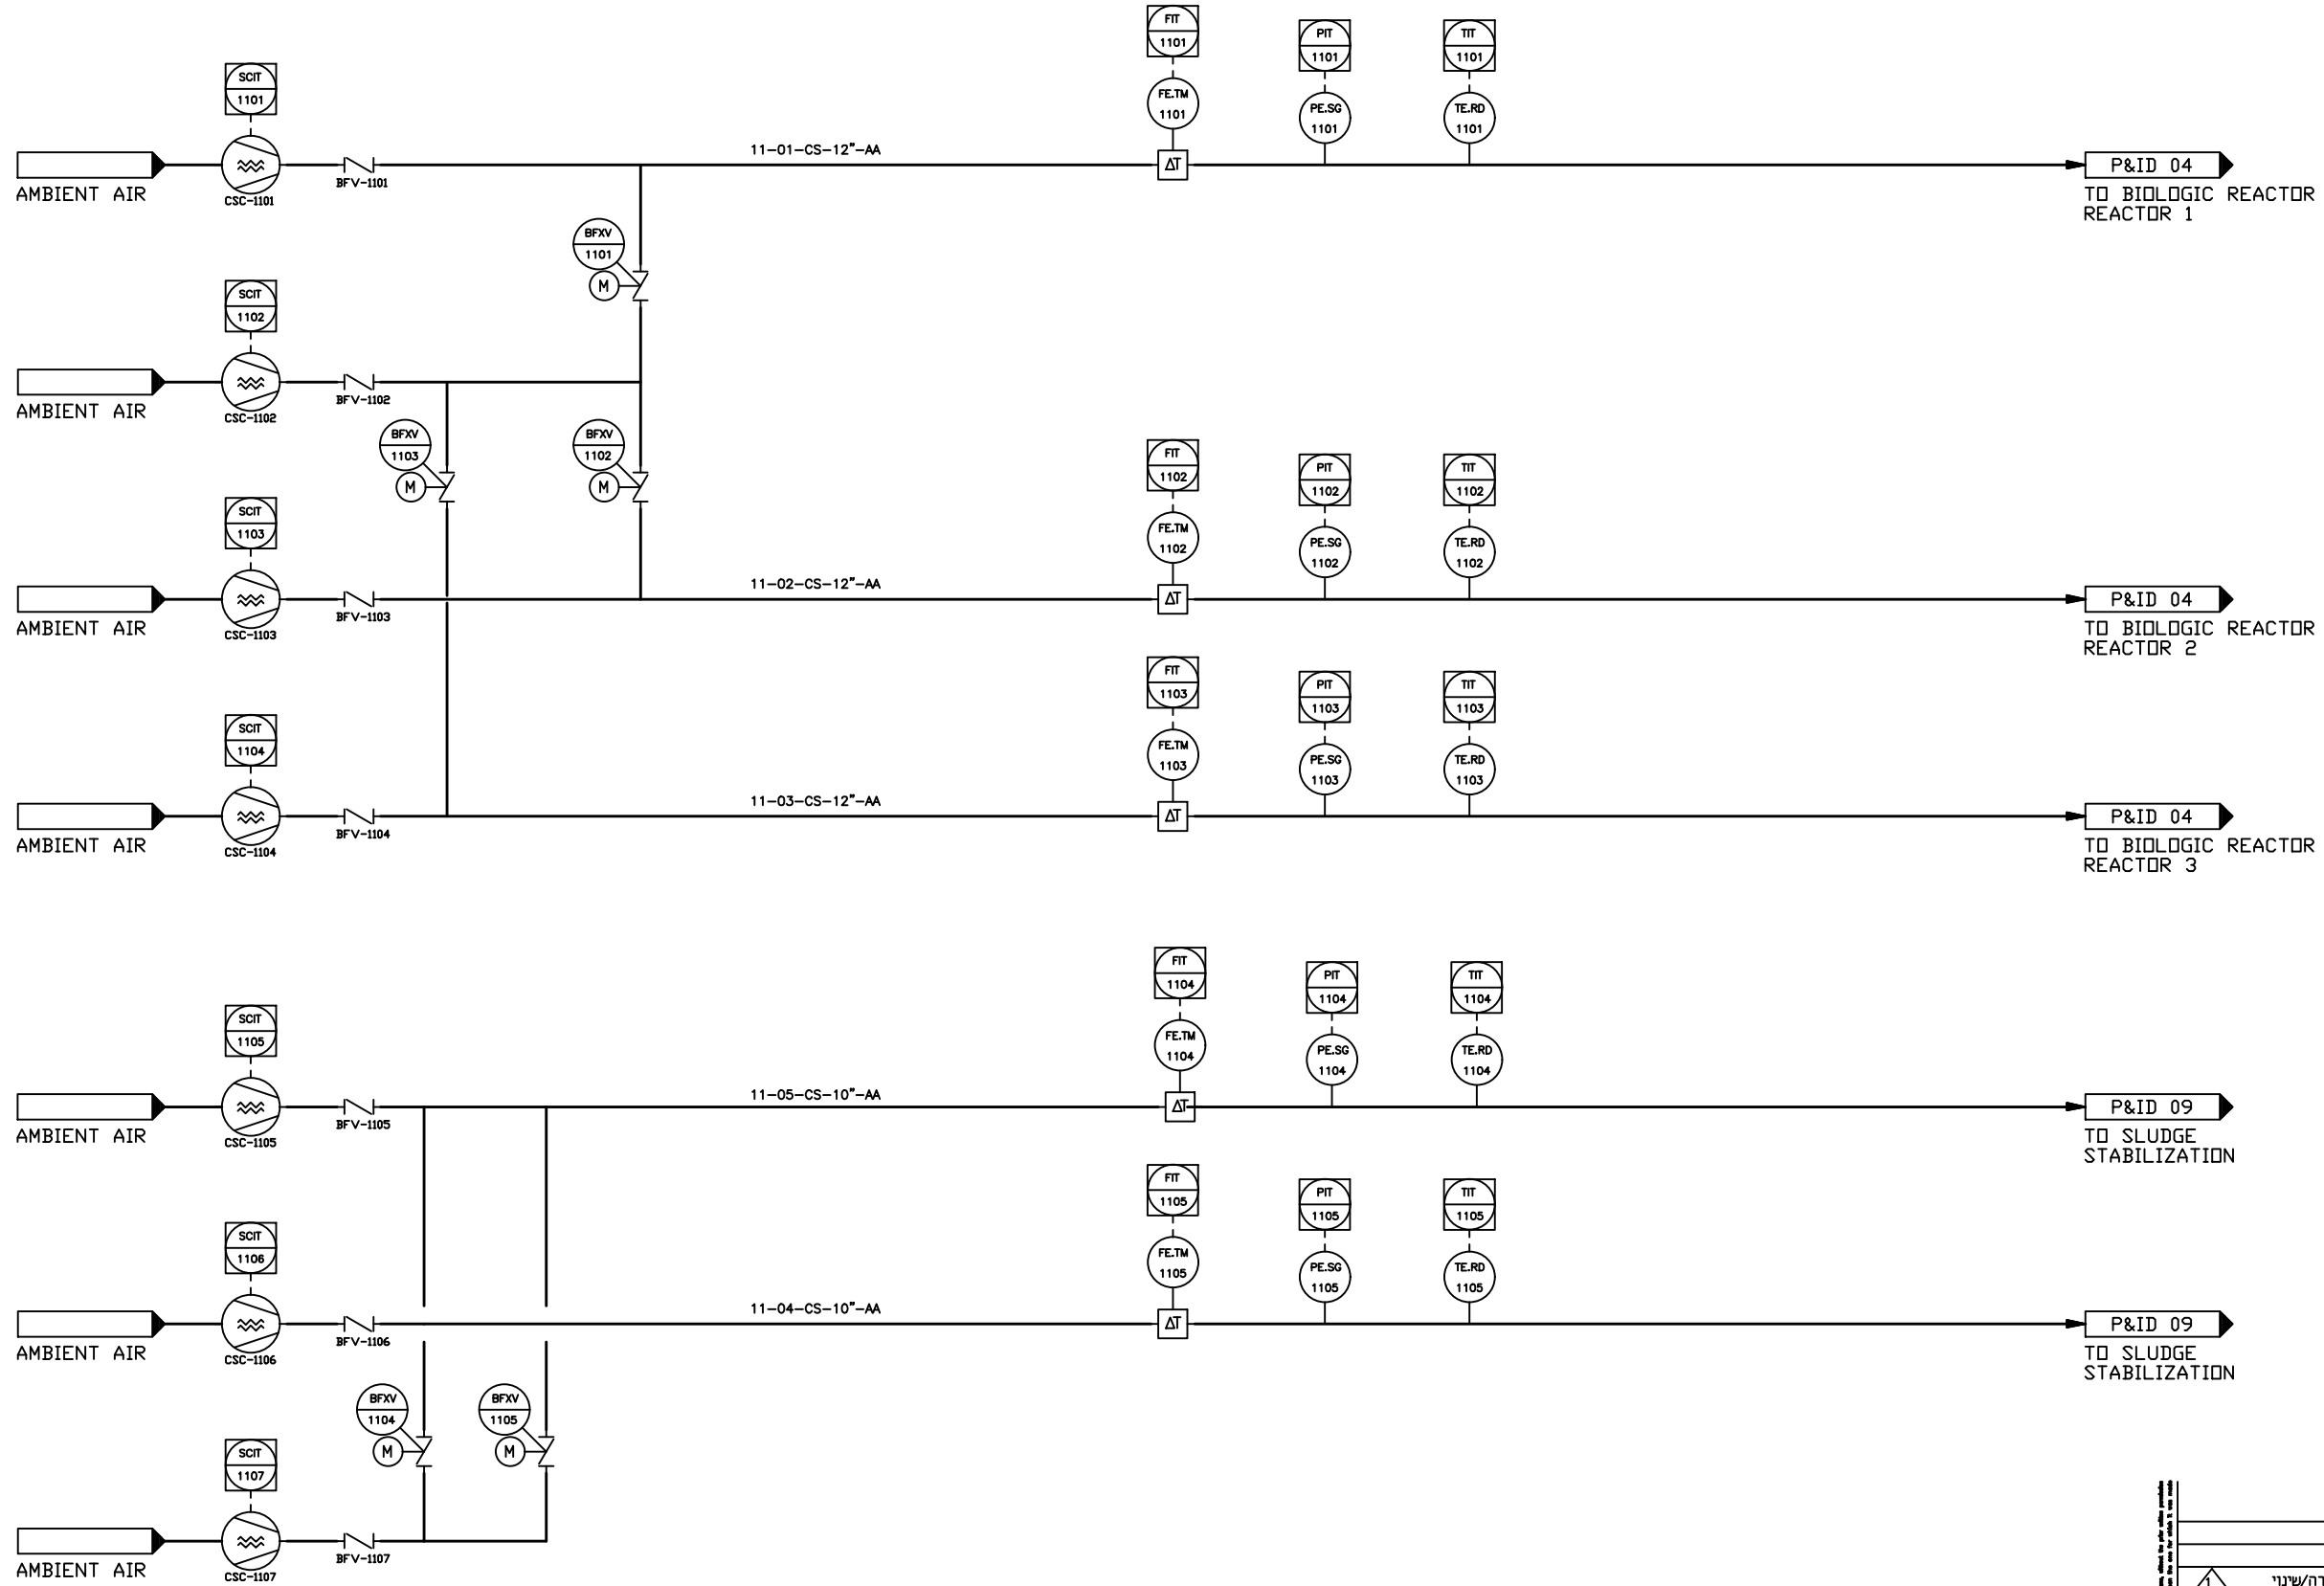 FIT
1101
PIT
1101
TIT
1101
SCIT
1101
FE.TM
1101
PE.SG
1101
TE.RD
1101
11-01-CS-12"-AA
ΔT
P&ID 04
AMBIENT AIR
CSC-1101
BFV-1101
TO BIOLOGIC REACTOR
REACTOR 1
BFXV
1101
M
SCIT
1102
AMBIENT AIR
CSC-1102
BFV-1102
BFXV
1103
M
BFXV
1102
M
FIT
1102
PIT
1102
TIT
1102
SCIT
1103
FE.TM
1102
PE.SG
1102
TE.RD
1102
11-02-CS-12"-AA
ΔT
P&ID 04
AMBIENT AIR
CSC-1103
BFV-1103
TO BIOLOGIC REACTOR
REACTOR 2
FIT
1103
PIT
1103
TIT
1103
SCIT
1104
FE.TM
1103
PE.SG
1103
TE.RD
1103
11-03-CS-12"-AA
ΔT
P&ID 04
AMBIENT AIR
CSC-1104
BFV-1104
TO BIOLOGIC REACTOR
REACTOR 3
FIT
1104
PIT
1104
TIT
1104
SCIT
1105
FE.TM
1104
PE.SG
1104
TE.RD
1104
11-05-CS-10"-AA
ΔT
P&ID 09
AMBIENT AIR
CSC-1105
BFV-1105
TO SLUDGE
STABILIZATION
FIT
1105
PIT
1105
TIT
1105
SCIT
1106
FE.TM
1105
PE.SG
1105
TE.RD
1105
11-04-CS-10"-AA
ΔT
P&ID 09
AMBIENT AIR
CSC-1106
BFV-1106
TO SLUDGE
STABILIZATION
BFXV
1104
M
BFXV
1105
M
SCIT
1107
AMBIENT AIR
CSC-1107
BFV-1107
1